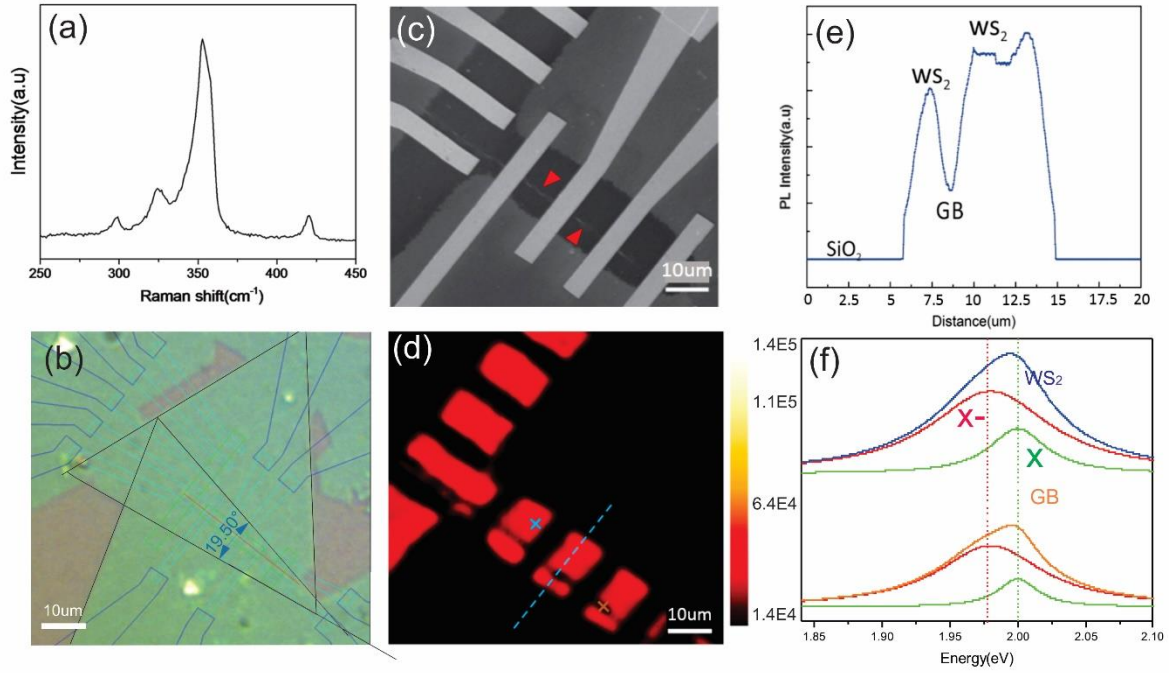 (a)
Intensity(a.u)
250
300
350
400
450
Raman shift(cm-1)
(c)
10um
(e)
PL Intensity(a.u)
WS2
WS2
GB
SiO2
0
2.5
5.0
7.5
10.0
12.5
15.0
17.5
20
Distance(um)
(b)
19.50°
10um
(d)
10um
1.4E5
1.1E5
6.4E4
1.4E4
(f)
WS2
X-
X
GB
1.85
1.90
1.95
2.00
2.05
2.10
Energy(eV)